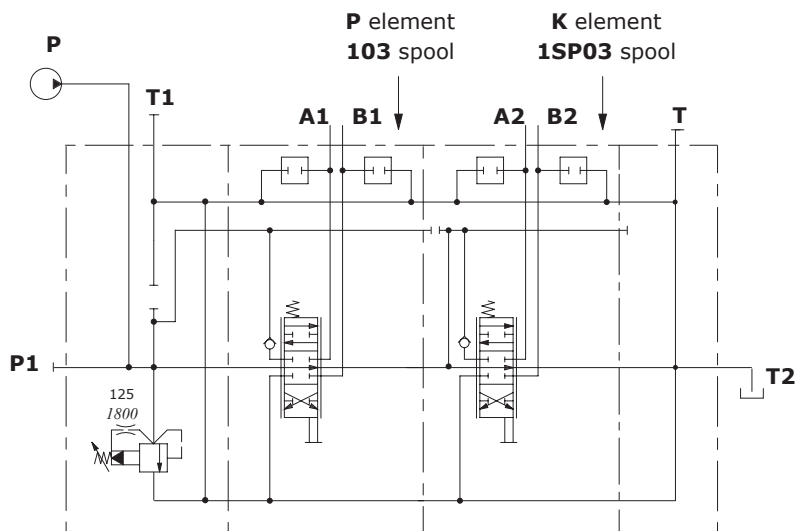 P element
103 spool
K element
1SP03 spool
P
T1
A1
B1
A2
B2
T
P1
T2
125
1800